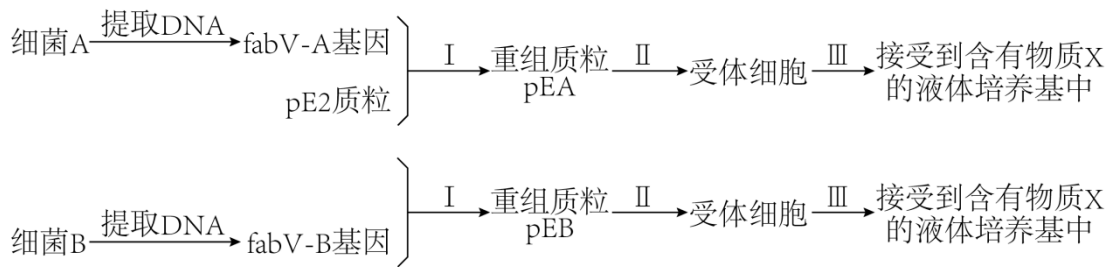 细菌A 提取DNA fabV-A基因 Ⅰ 重组质粒 Ⅱ 受体细胞 Ⅲ 接受到含有物质X
pE2质粒 pEA 的液体培养基中
细菌B 提取DNA fabV-B基因 Ⅰ 重组质粒 Ⅱ 受体细胞 Ⅲ 接受到含有物质X
pEB 的液体培养基中